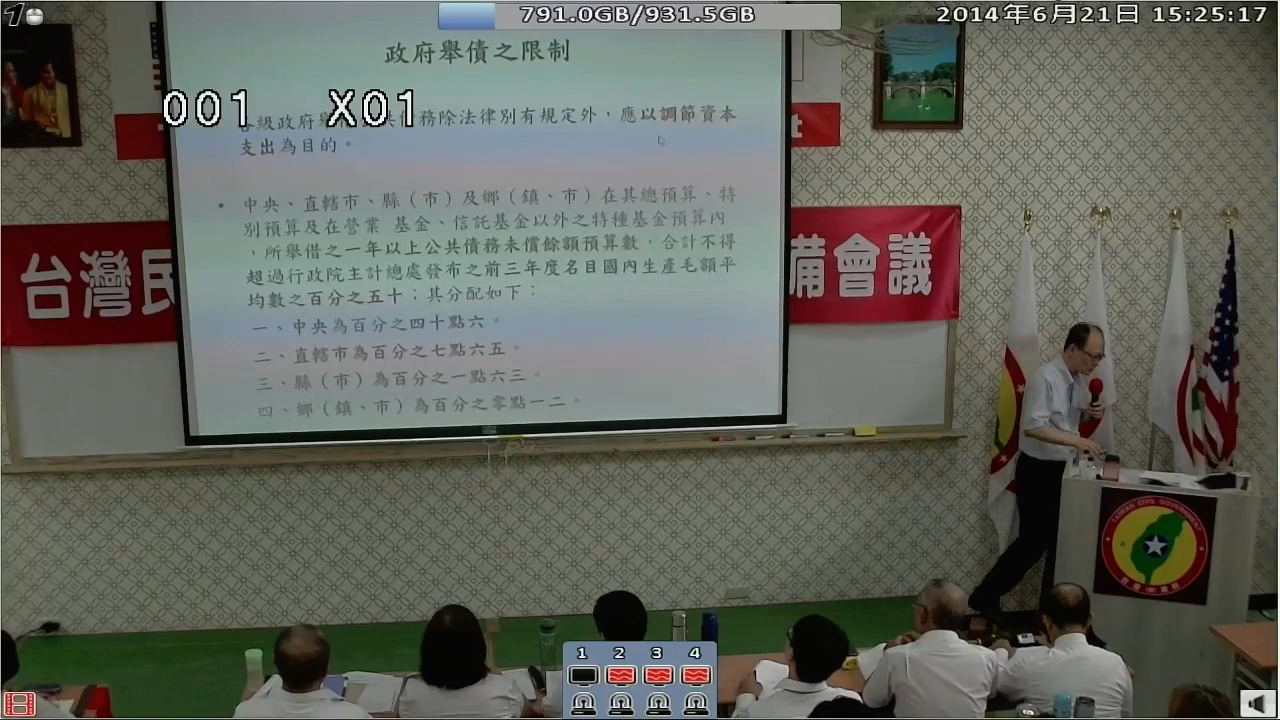 791.0GB/931.5GB
2014年6月21日 15:25:17
政府舉債之限制
001 X01
級政府舉 務除法律別有規定外，應以調節資本
支出為目的。
• 中央、直轄市、縣（市）及鄉（鎮、市）在其總預算、特
別預算及在營業 基金、信託基金以外之特種基金預算內
，所舉借之一年以上公共債務未償餘額預算數，合計不得
超過行政院主計總處發布之前三年度名目國內生產毛額平
均數之百分之五十；其分配如下：
一、中央為百分之四十點六。
二、直轄市為百分之七點六五。
三、縣（市）為百分之一點六三。
四、鄉（鎮、市）為百分之零點一二。
台灣民 備會議
TAIWAN CIVIL GOVERNMENT
1 2 3 4